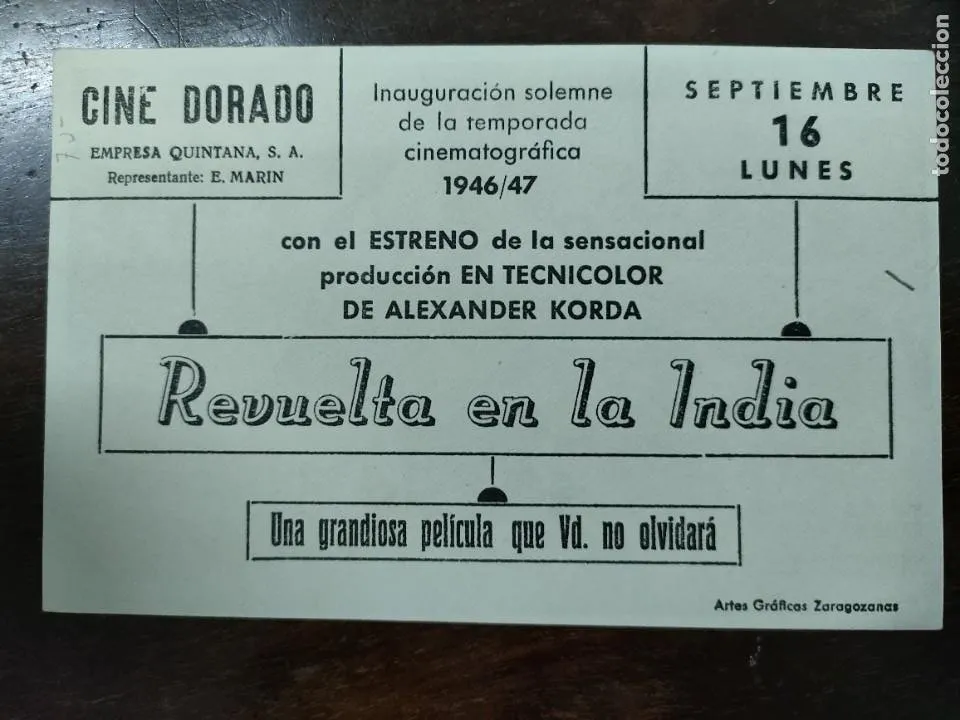 CINE DORADO
EMPRESA QUINTANA, S. A.
Representante: E. MARIN
Inauguración solemne
de la temporada
cinematográfica
1946/47
SEPTIEMBRE
16
LUNES
con el ESTRENO de la sensacional
producción EN TECNICOLOR
DE ALEXANDER KORDA
Revuelta en la India
Una grandiosa película que Vd. no olvidará
Artes Gráficas Zaragozanas
todocoleccion